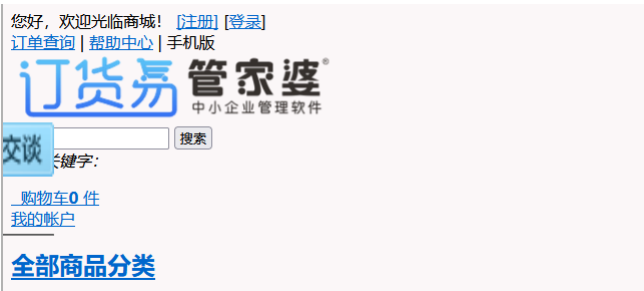 您好，欢迎光临商城！ [注册] [登录]
订单查询 | 帮助中心 | 手机版
订货易 管家婆®
中小企业管理软件
搜索
交谈
键字：
购物车0 件
我的帐户
全部商品分类